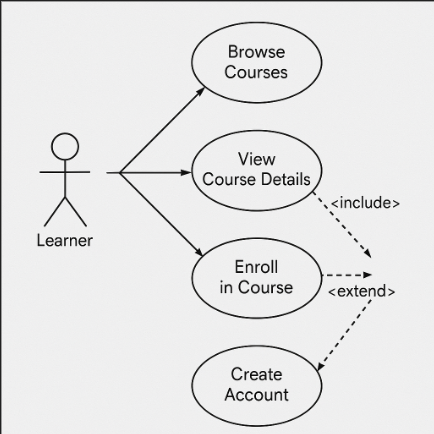 Browse
Courses
View
Course Details
<include>
Learner
Enroll
in Course
<extend>
Create
Account